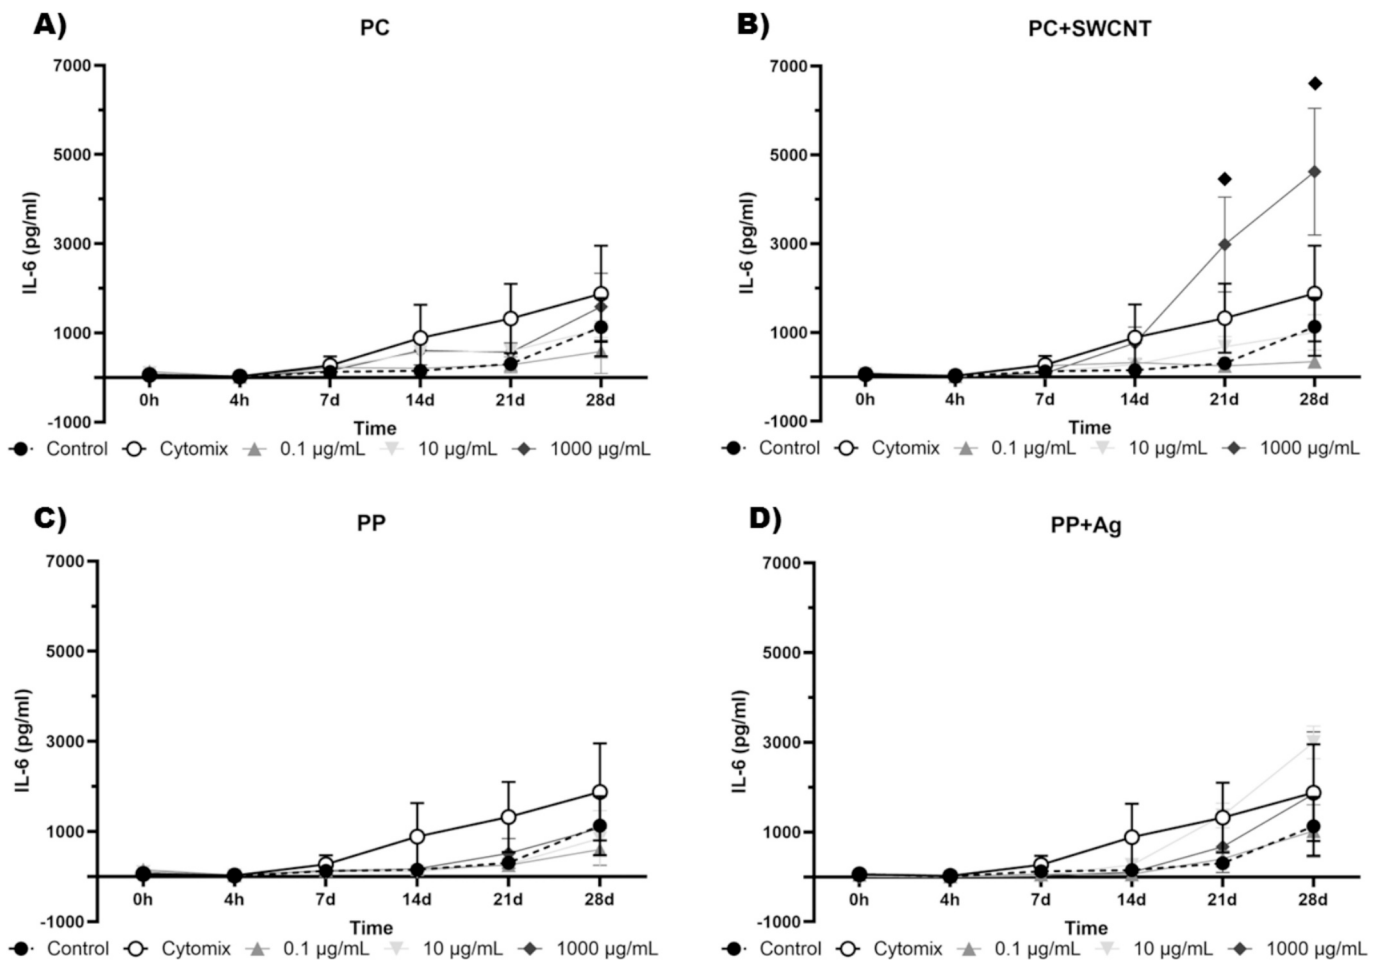 A)
PC
7000
5000
3000
1000
-1000
IL-6 (pg/ml)
0h 4h 7d 14d 21d 28d
Time
Control Cytomix 0.1 µg/mL 10 µg/mL 1000 µg/mL
B)
PC+SWCNT
7000
5000
3000
1000
-1000
IL-6 (pg/ml)
0h 4h 7d 14d 21d 28d
Time
Control Cytomix 0.1 µg/mL 10 µg/mL 1000 µg/mL
C)
PP
7000
5000
3000
1000
-1000
IL-6 (pg/ml)
0h 4h 7d 14d 21d 28d
Time
Control Cytomix 0.1 µg/mL 10 µg/mL 1000 µg/mL
D)
PP+Ag
7000
5000
3000
1000
-1000
IL-6 (pg/ml)
0h 4h 7d 14d 21d 28d
Time
Control Cytomix 0.1 µg/mL 10 µg/mL 1000 µg/mL